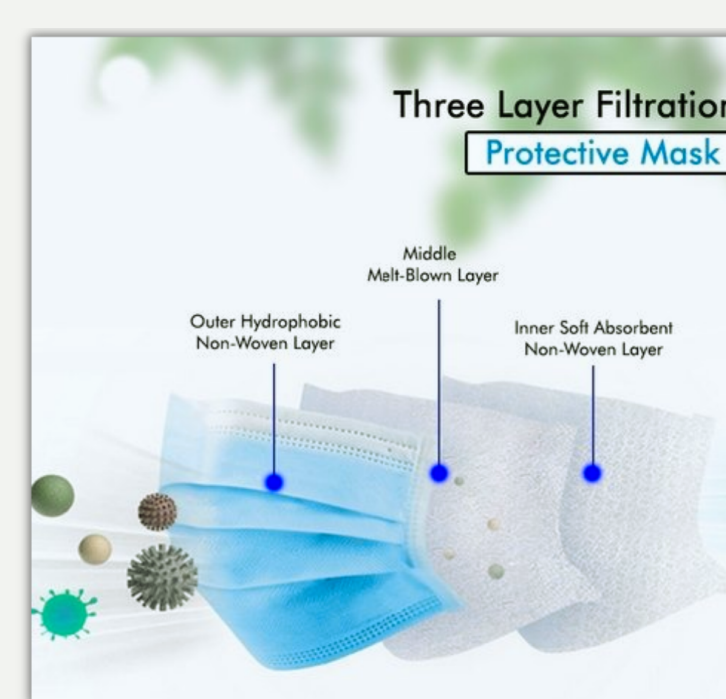 Three Layer Filtration
Protective Mask
Middle
Melt-Blown Layer
Outer Hydrophobic
Non-Woven Layer
Inner Soft Absorbent
Non-Woven Layer